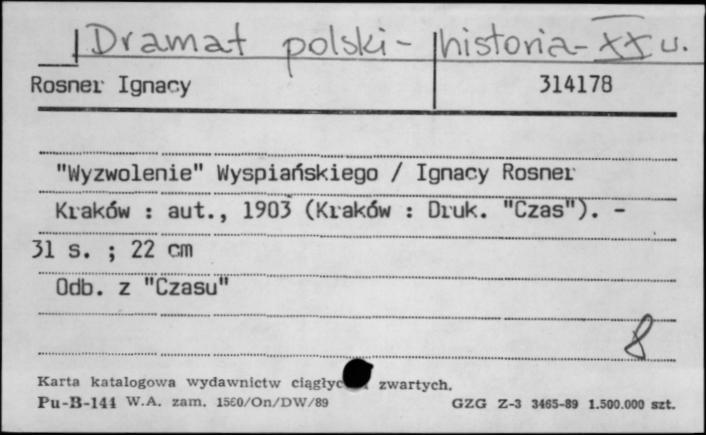 Dramat polski - historia - XX w.
Rosner Ignacy 314178
"Wyzwolenie" Wyspiańskiego / Ignacy Rosner
Kraków : aut., 1903 (Kraków : Druk. "Czas"). -
31 s. ; 22 cm
Odb. z "Czasu"
8
Karta katalogowa wydawnictw zwartych.
Pu-B-144 W.A. zam. 1560/On/DW/89 GZG Z-3 3465-89 1.500.000 szt.